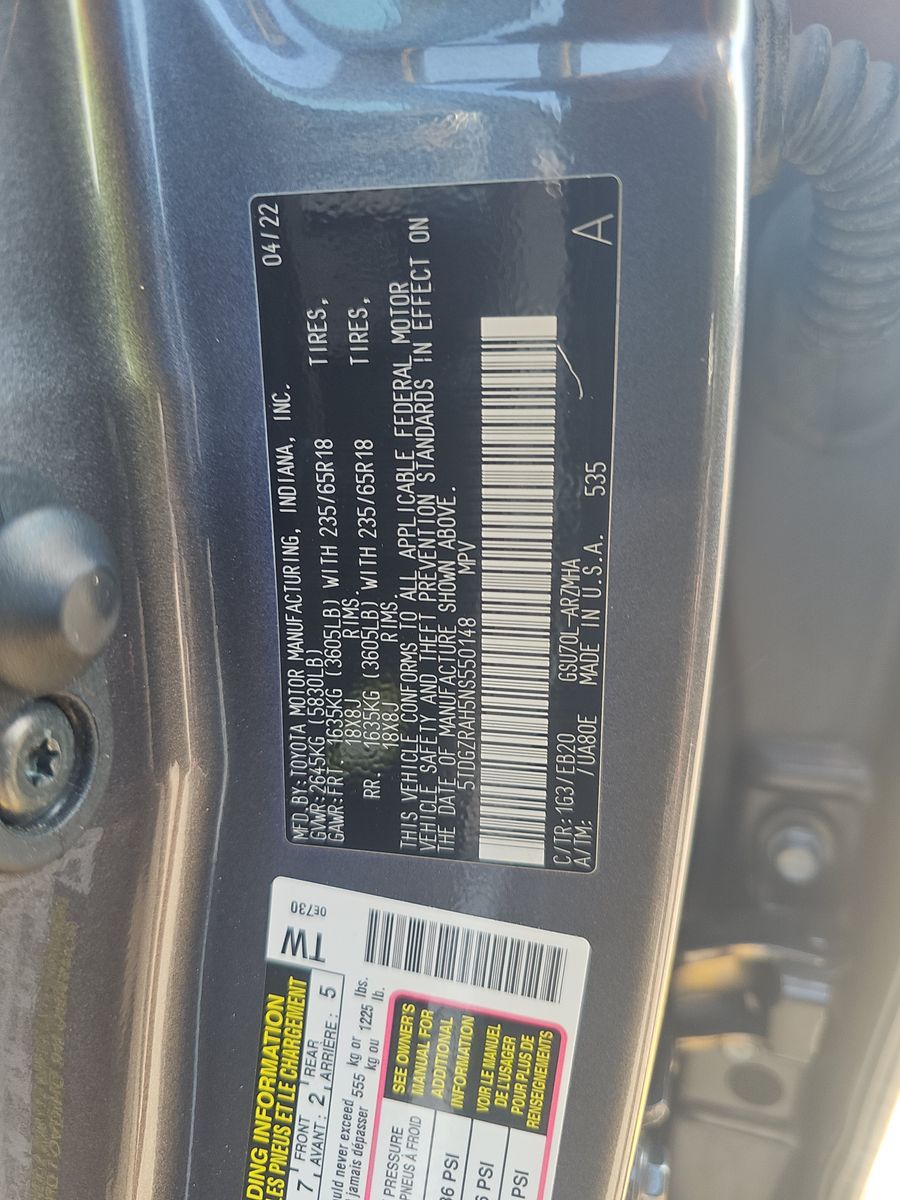 04/22
MFD.BY:TOYOTA MOTOR MANUFACTURING, INDIANA, INC.
GVWR:2645KG (5830LB)
GAWR:FRT. 1635KG (3605LB) WITH 235/65R18 TIRES,
18X8J RIMS.
RR. 1635KG (3605LB) WITH 235/65R18 TIRES,
18X8J RIMS
THIS VEHICLE CONFORMS TO ALL APPLICABLE FEDERAL MOTOR
VEHICLE SAFETY AND THEFT PREVENTION STANDARDS IN EFFECT ON
THE DATE OF MANUFACTURE SHOWN ABOVE.
5TDGZRAH5NS550148 MPV
C/TR:1G3/EB20 GSU70L-ARZMHA
A/TM: /UA80E MADE IN U.S.A. 535
A
0E730
TW
DING INFORMATION
LES PNEUS ET LE CHARGEMENT
7 FRONT 2 REAR 5
AVANT : ARRIÈRE :
ould never exceed 555 kg or 1225 lbs.
jamais dépasser kg ou lb.
PRESSURE
PNEUS À FROID
SEE OWNER'S
MANUAL FOR
ADDITIONAL
INFORMATION
VOIR LE MANUEL
DE L'USAGER
POUR PLUS DE
RENSEIGNEMENTS
PSI
PSI
PSI